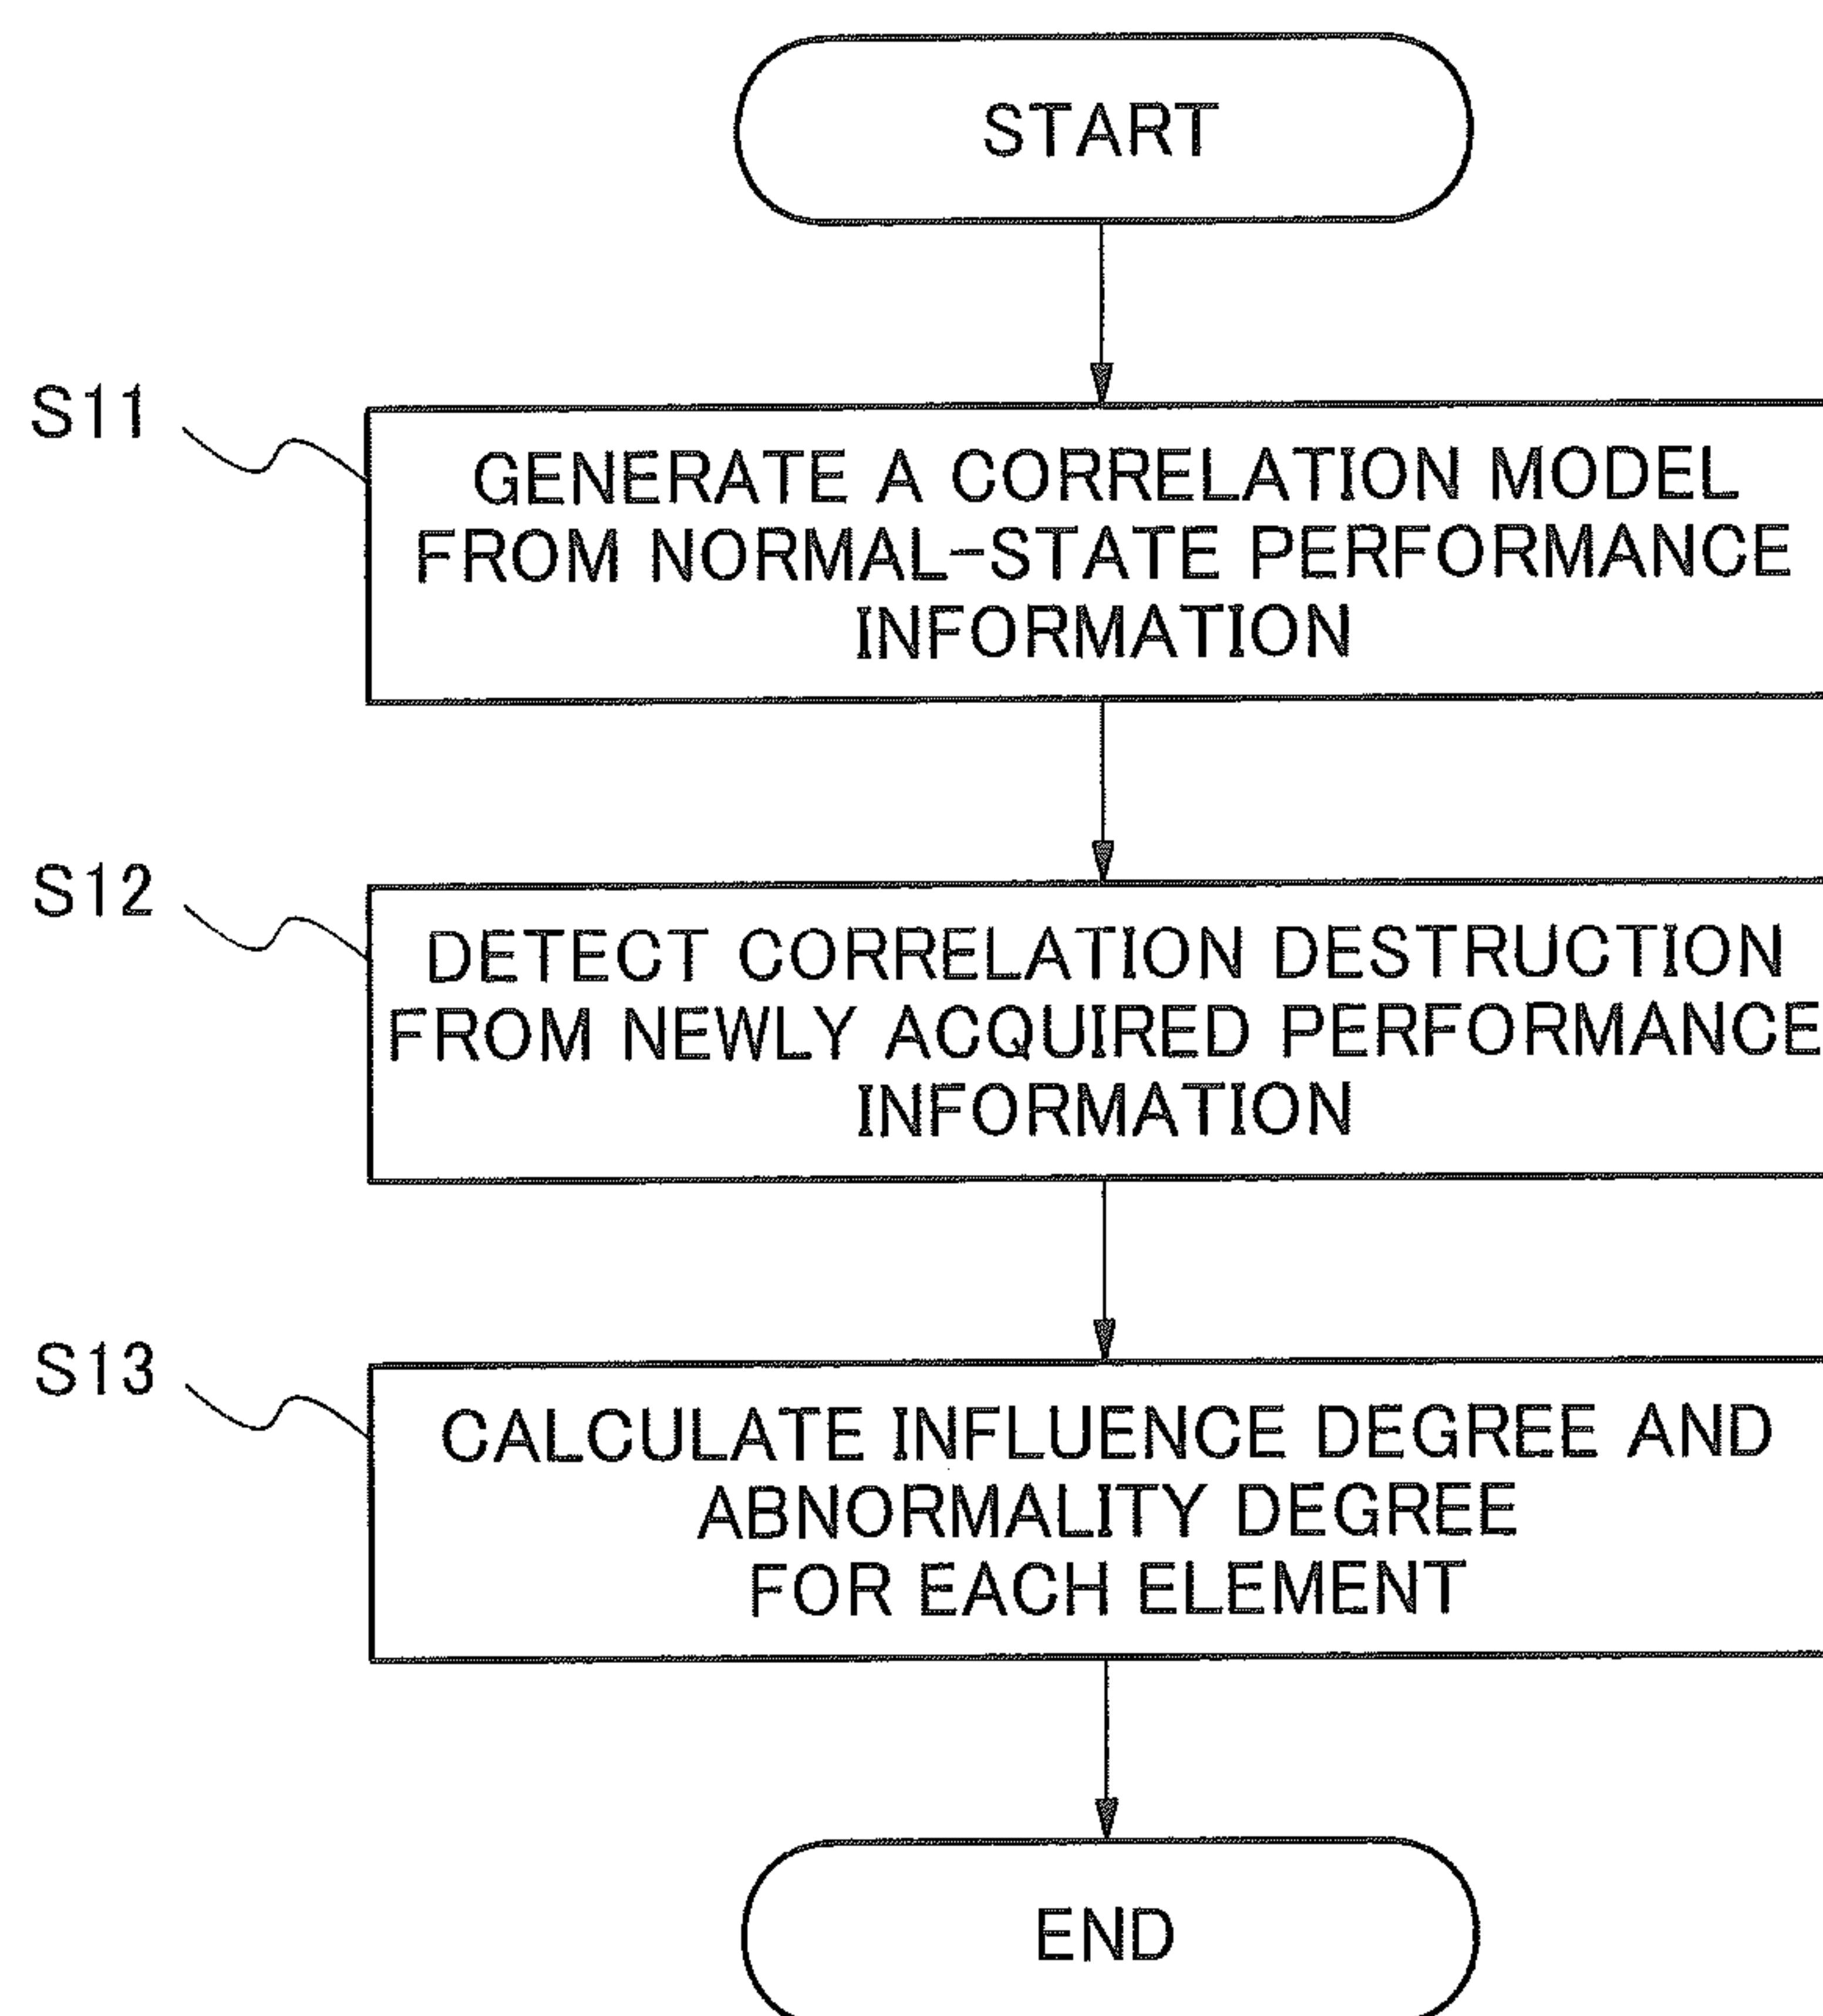 START
S11
GENERATE A CORRELATION MODEL
FROM NORMAL-STATE PERFORMANCE
INFORMATION
S12
DETECT CORRELATION DESTRUCTION
FROM NEWLY ACQUIRED PERFORMANCE
INFORMATION
S13
CALCULATE INFLUENCE DEGREE AND
ABNORMALITY DEGREE
FOR EACH ELEMENT
END